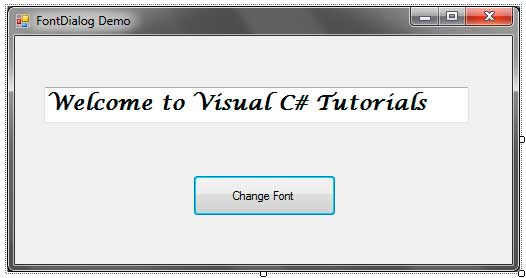 FontDialog Demo
Welcome to Visual C# Tutorials
Change Font